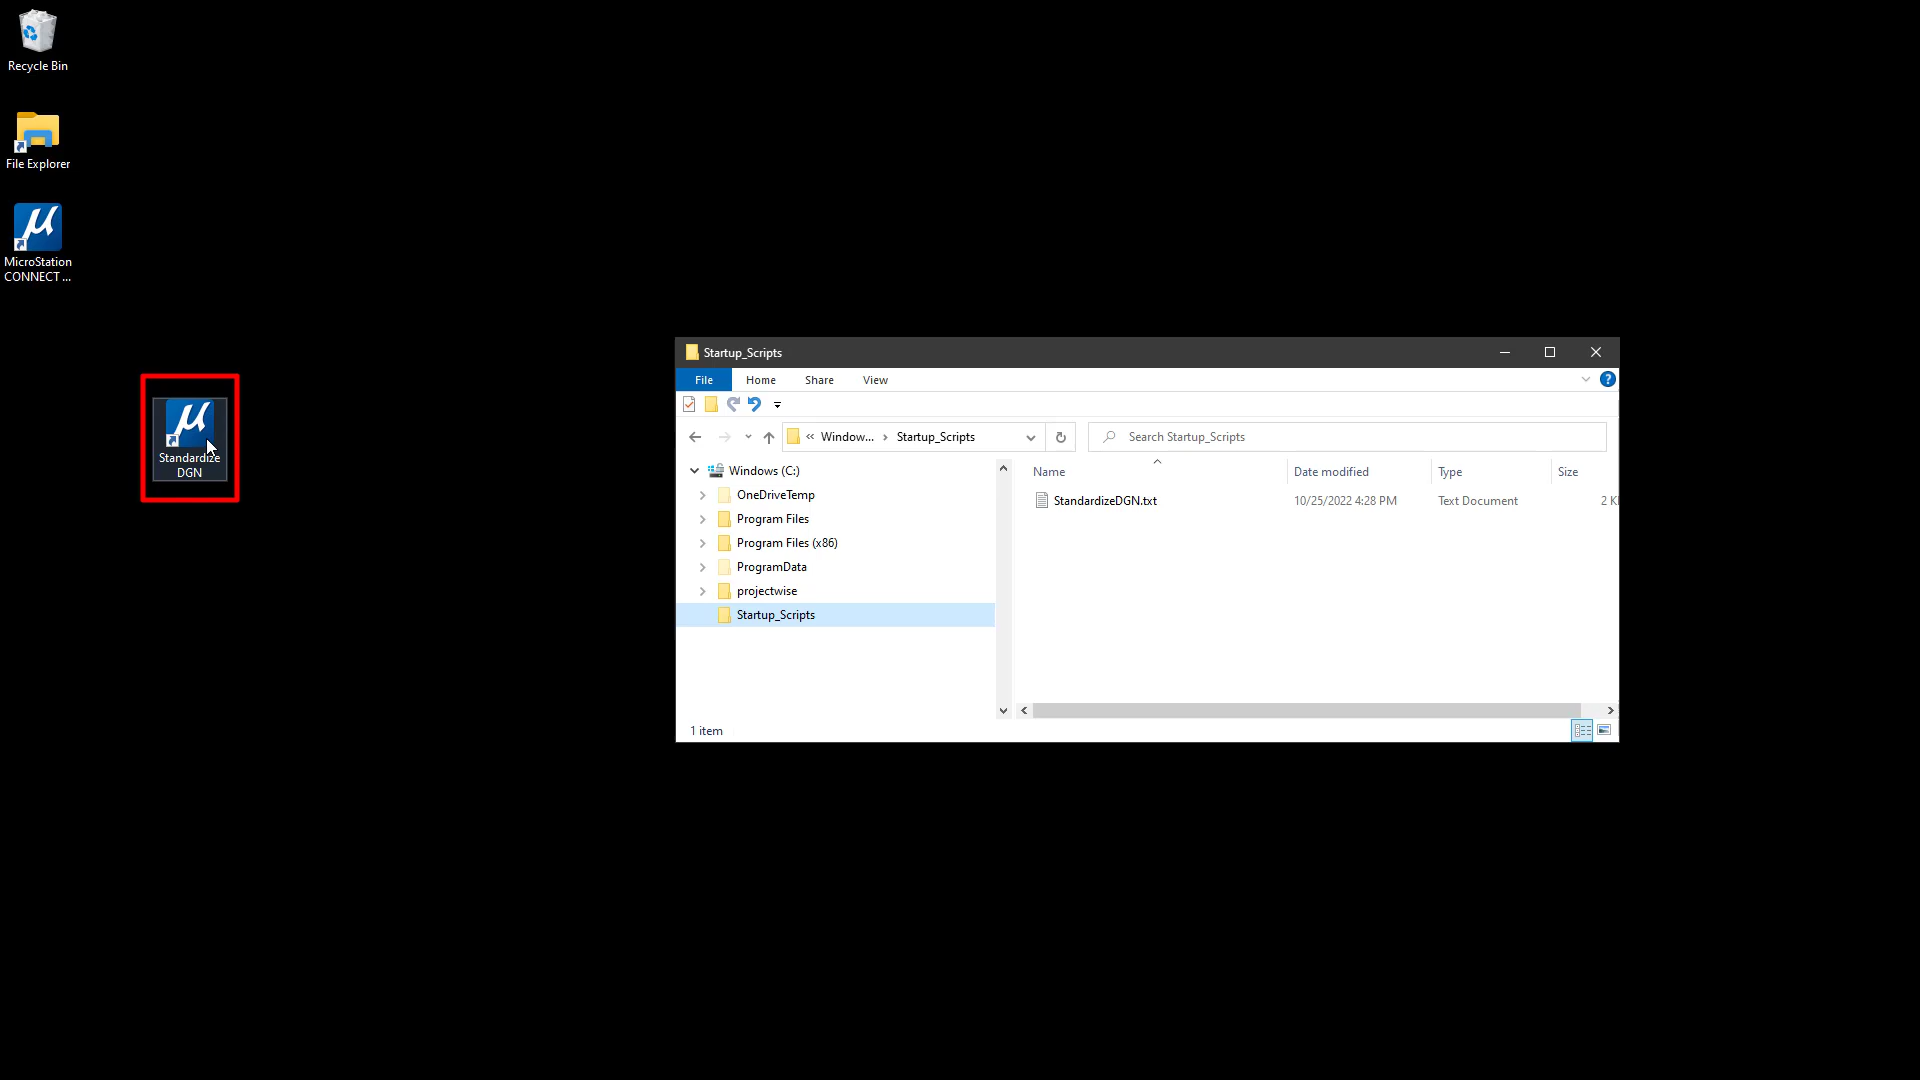 Recycle Bin
File Explorer
MicroStation
CONNECT ...
Standardize
DGN
Startup_Scripts
File Home Share View
« Window... › Startup_Scripts
Search Startup_Scripts
Windows (C:)
OneDriveTemp
Program Files
Program Files (x86)
ProgramData
projectwise
Startup_Scripts
Name Date modified Type Size
StandardizeDGN.txt 10/25/2022 4:28 PM Text Document 2 K
1 item